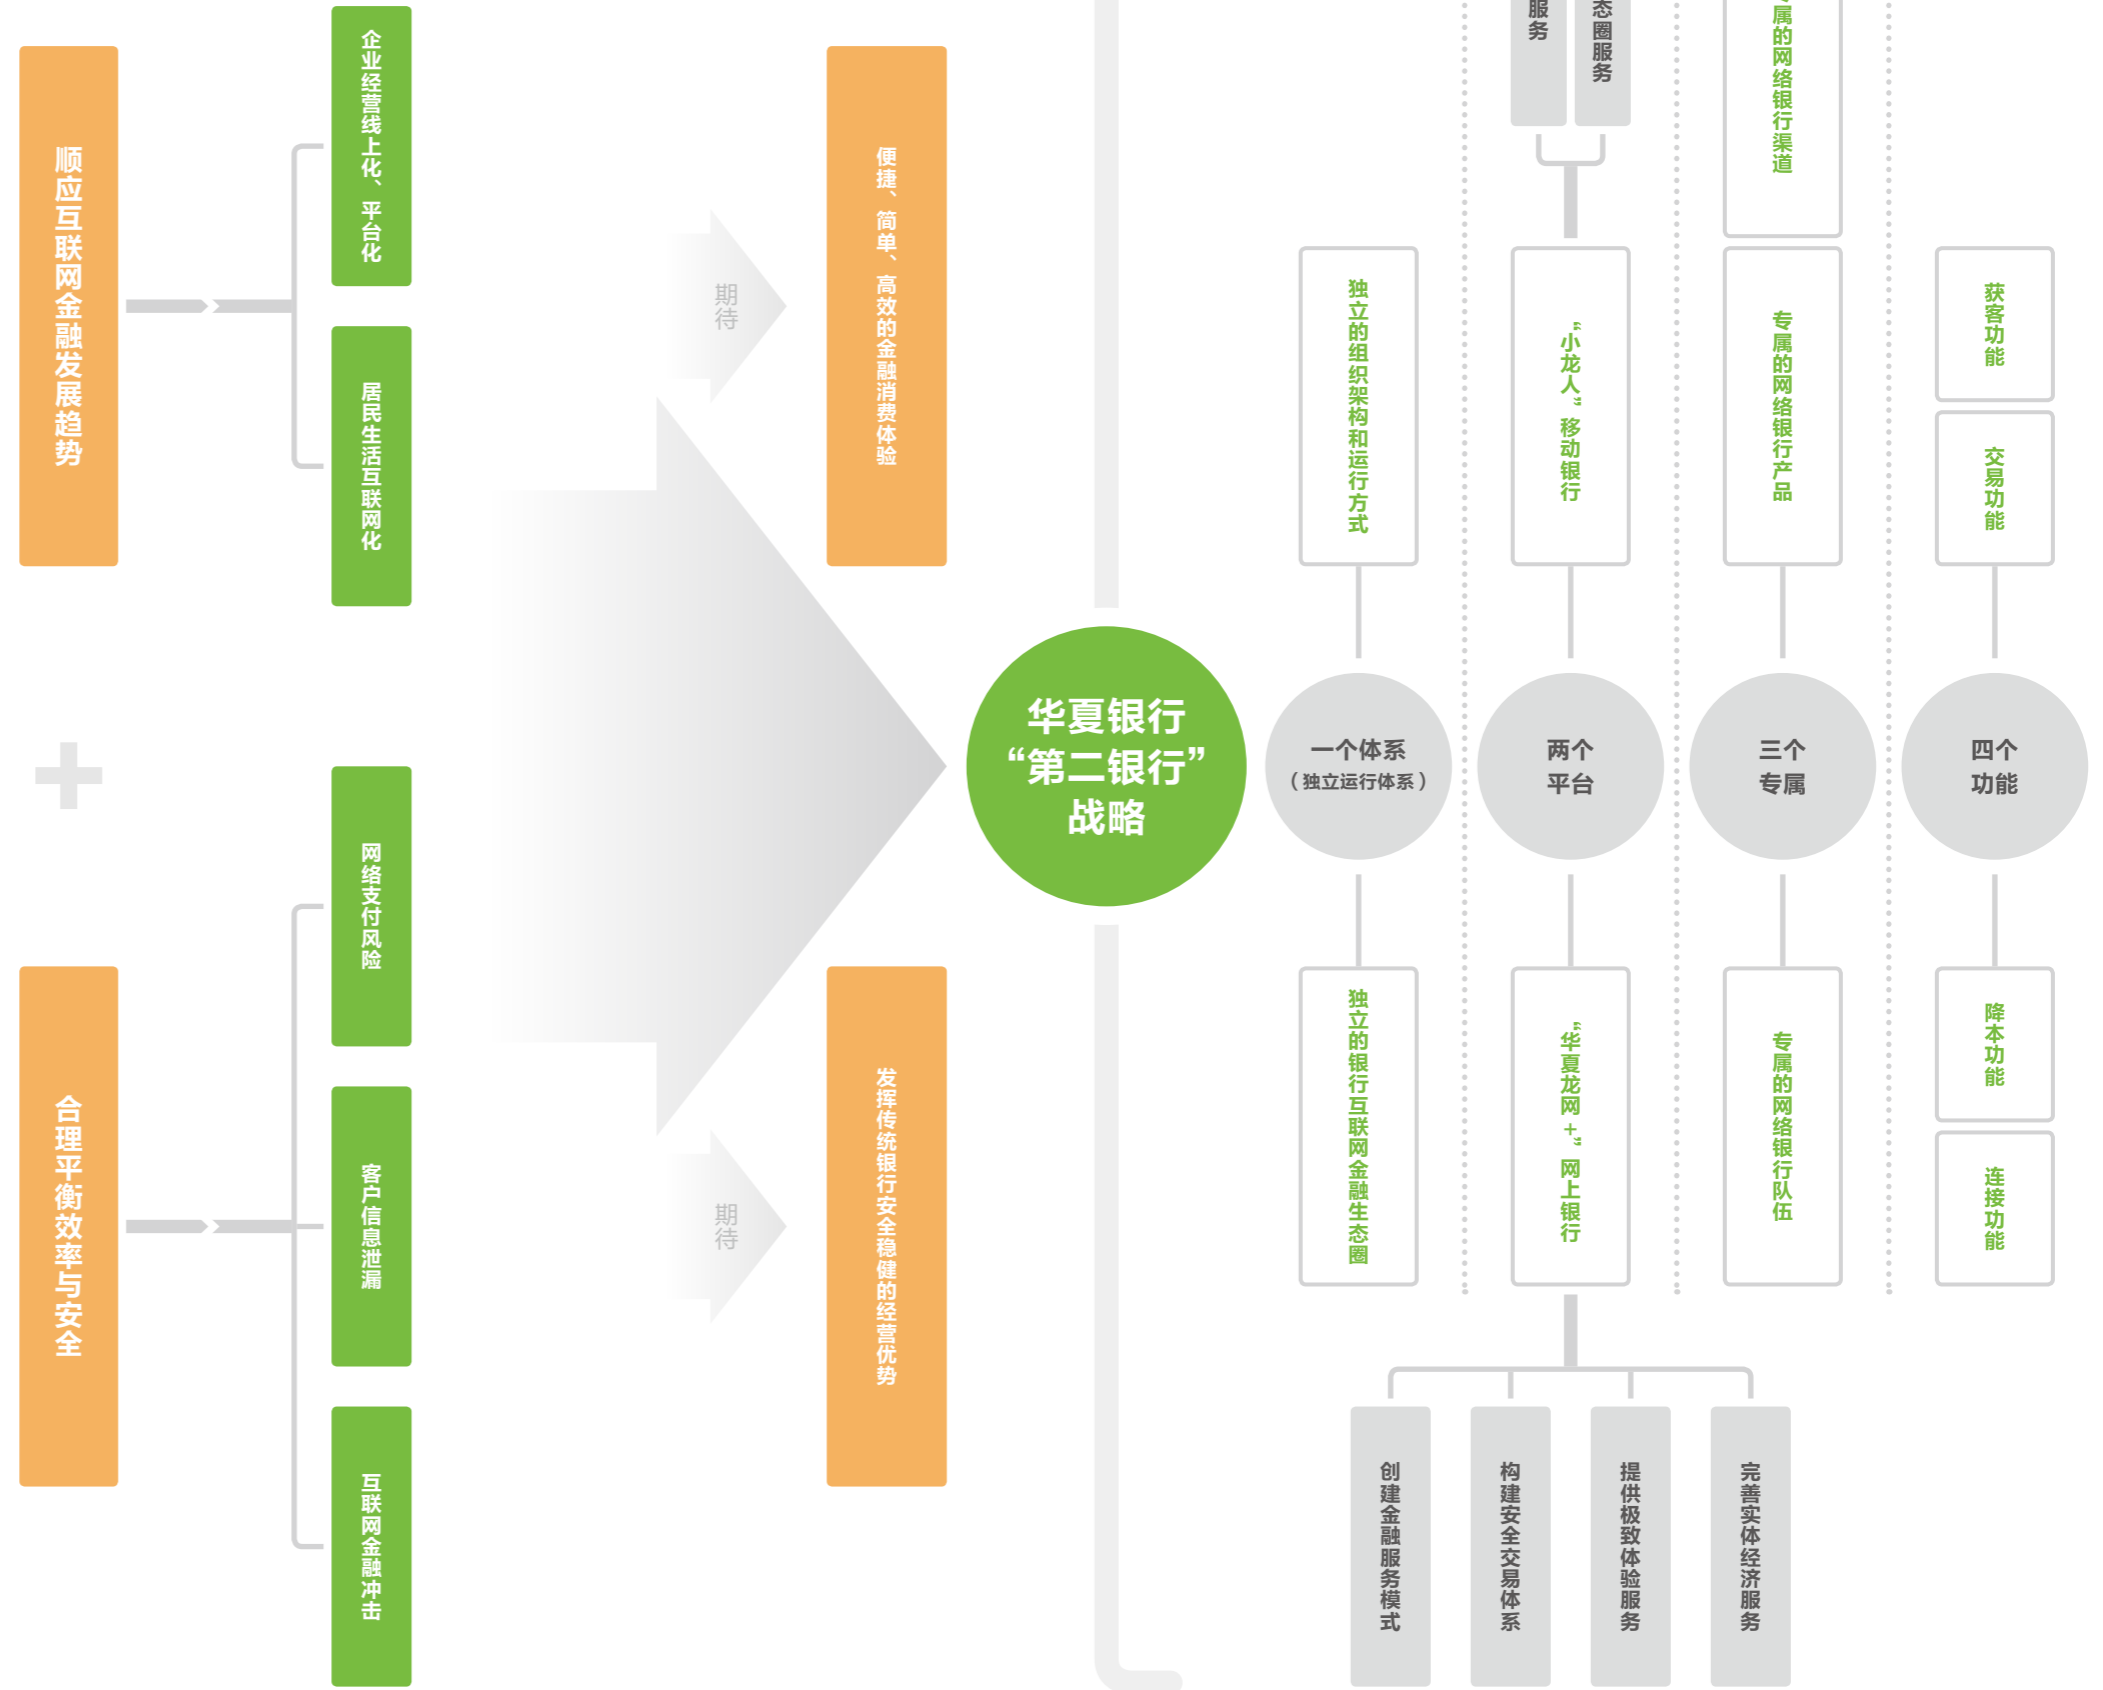 顺应互联网金融发展趋势
企业经营线上化、平台化
居民生活互联网化
合理平衡效率与安全
网络支付风险
客户信息泄漏
互联网金融冲击
期待
便捷、简单、高效的金融消费体验
期待
发挥传统银行安全稳健的经营优势
华夏银行
“第二银行”
战略
独立的组织架构和运行方式
一个体系
（独立运行体系）
独立的银行互联网金融生态圈
服务
态圈服务
“小龙人”移动银行
两个
平台
“华夏龙网+”网上银行
创建金融服务模式
构建安全交易体系
提供极致体验服务
完善实体经济服务
属的网络银行渠道
专属的网络银行产品
三个
专属
专属的网络银行队伍
获客功能
交易功能
四个
功能
降本功能
连接功能